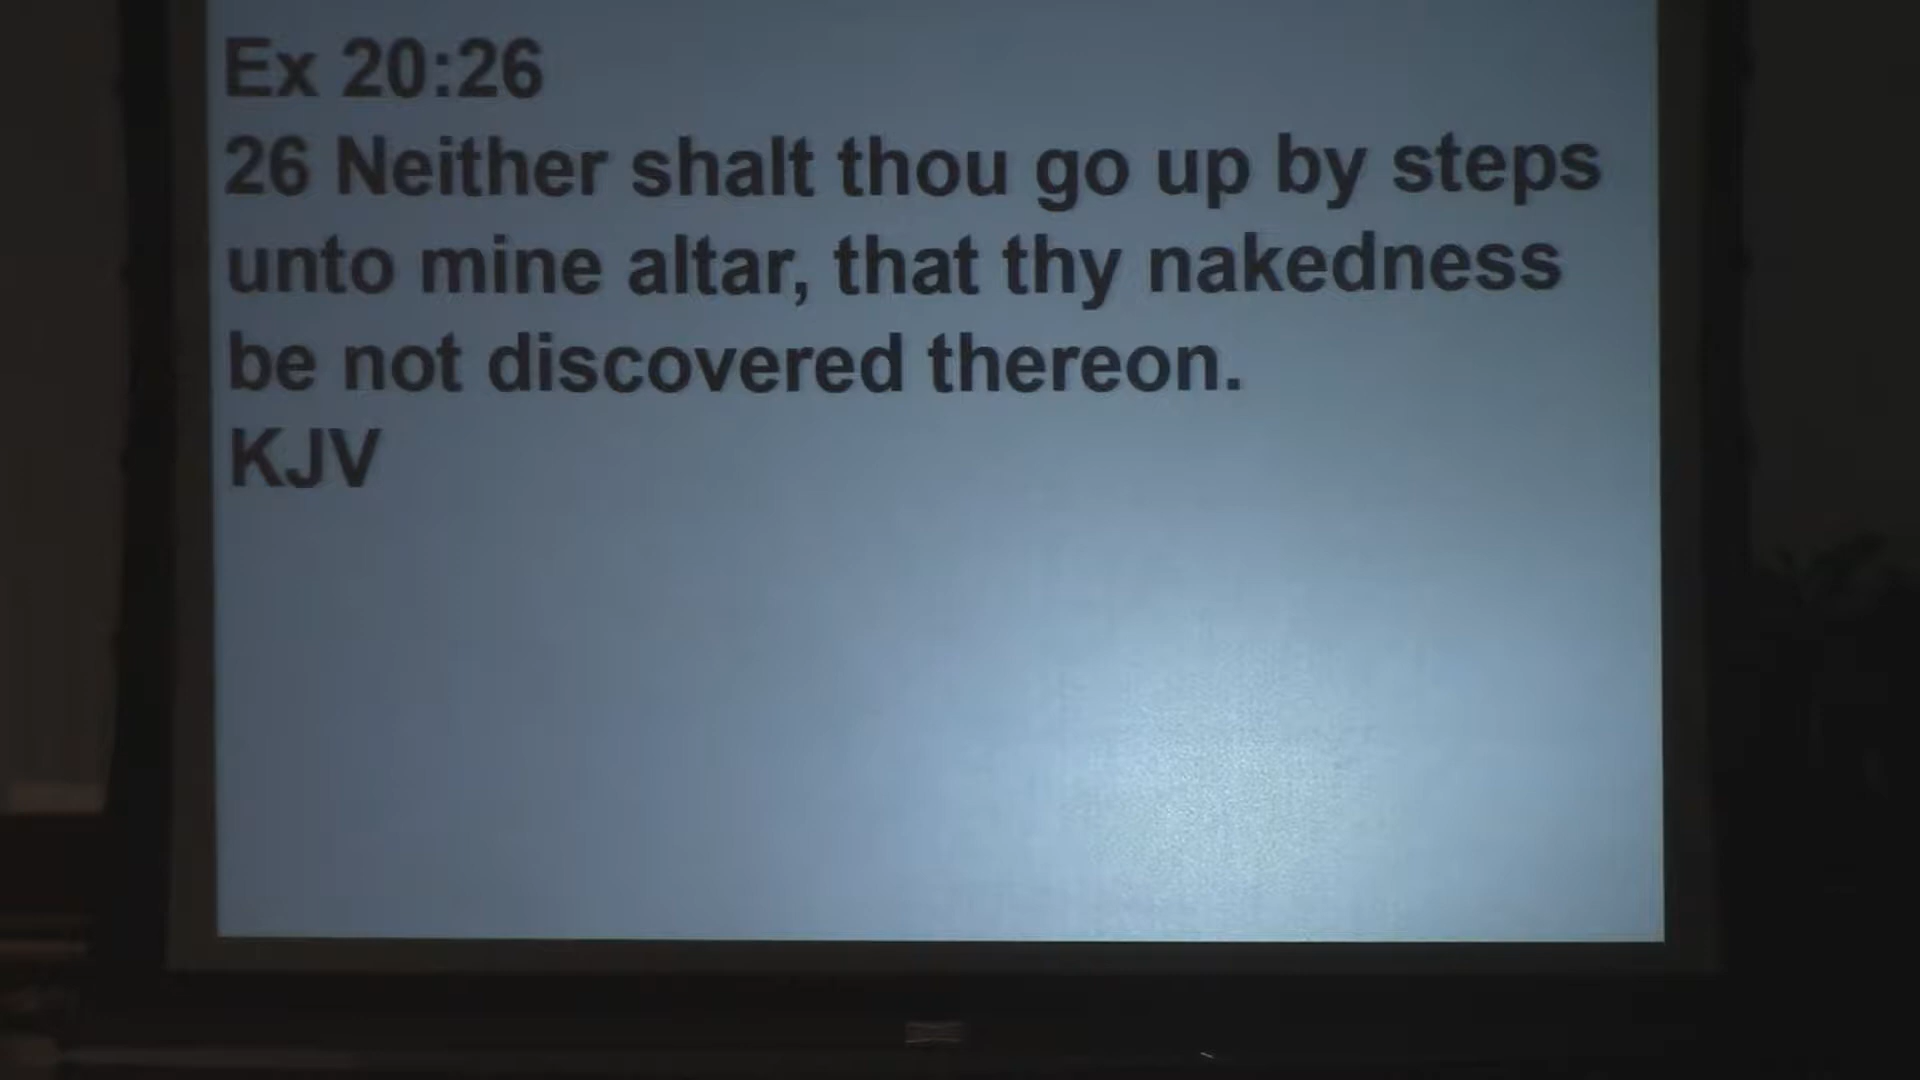 Ex 20:26
26 Neither shalt thou go up by steps
unto mine altar, that thy nakedness
be not discovered thereon.
KJV